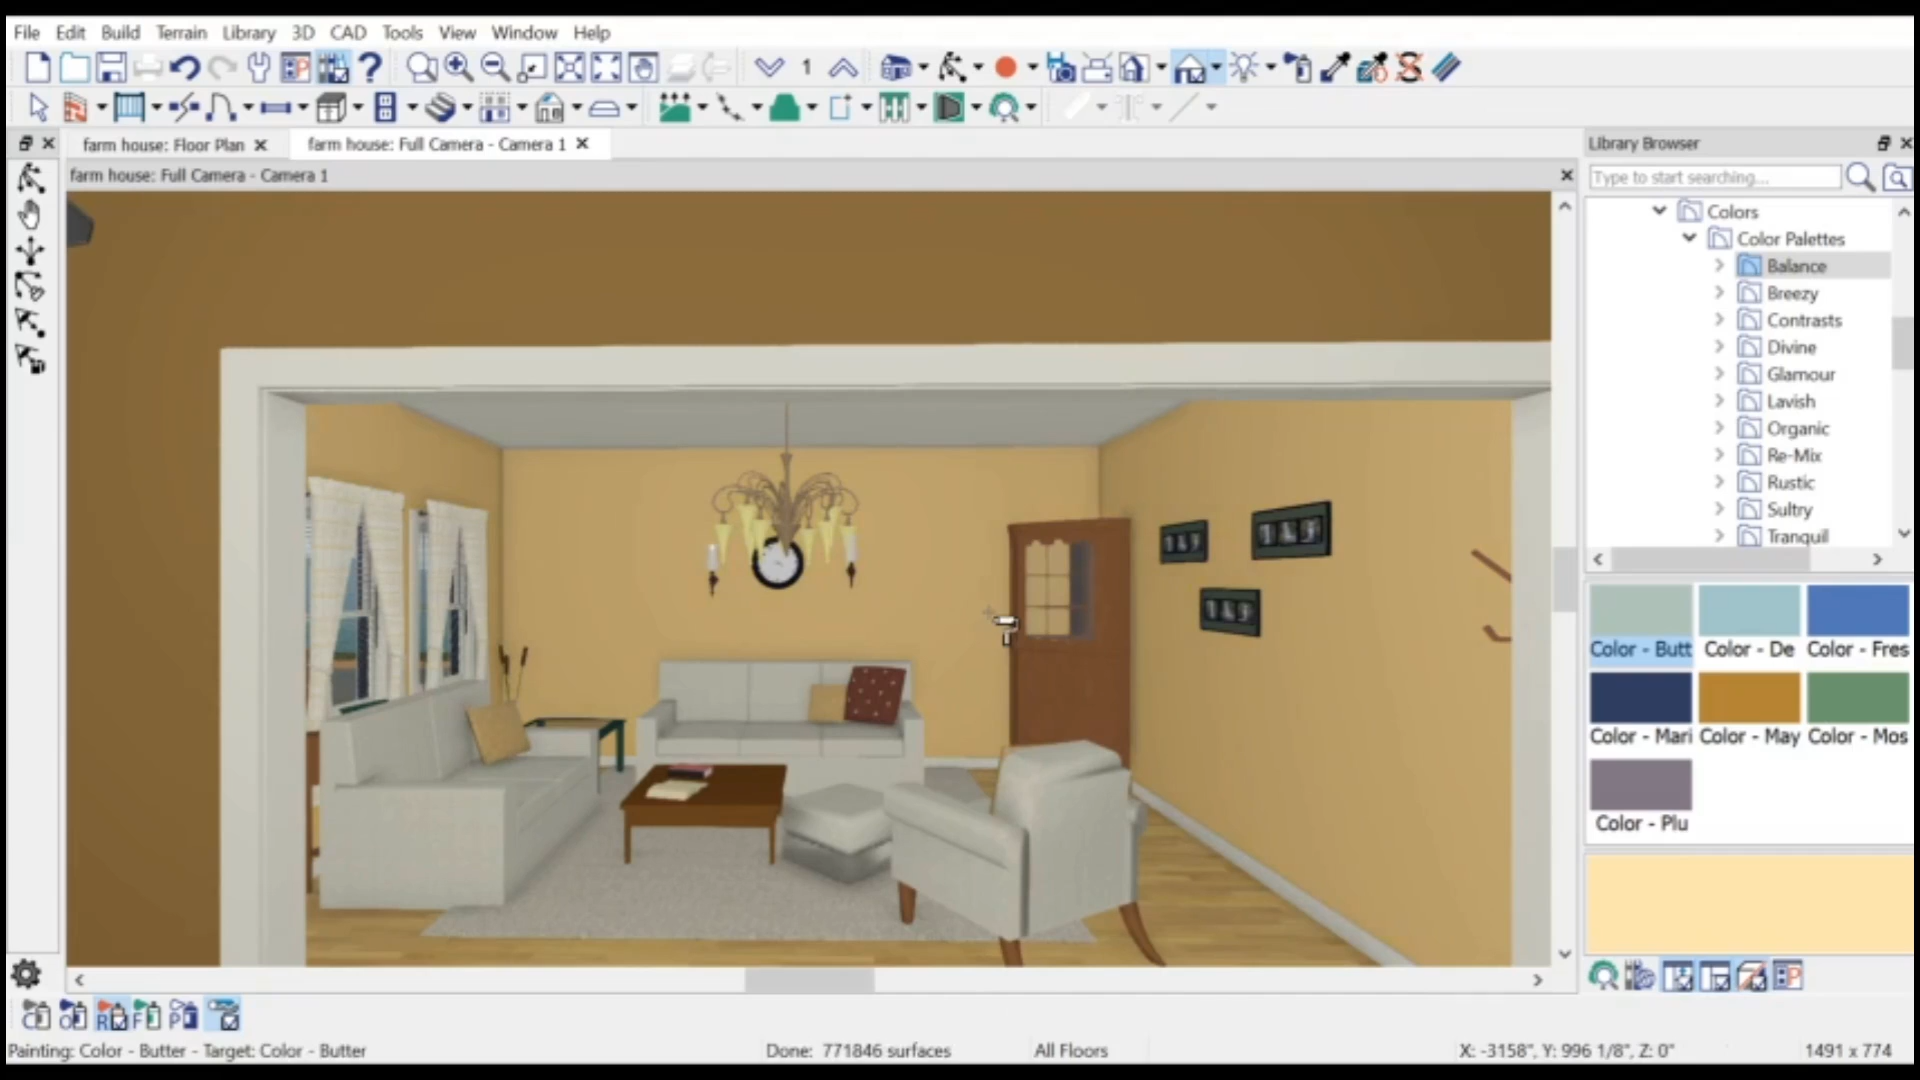 File Edit Build Terrain Library 3D CAD Tools View Window Help
1
farm house: Floor Plan
farm house: Full Camera - Camera 1
Library Browser
farm house: Full Camera - Camera 1
Type to start searching...
Colors
Color Palettes
Balance
Breezy
Contrasts
Divine
Glamour
Lavish
Organic
Re-Mix
Rustic
Sultry
Tranquil
Color - Butt Color - De Color - Fres
Color - Mari Color - May Color - Mos
Color - Plu
Painting: Color - Butter - Target: Color - Butter
Done: 771846 surfaces
All Floors
X: -3158", Y: 996 1/8", Z: 0"
1491 x 774